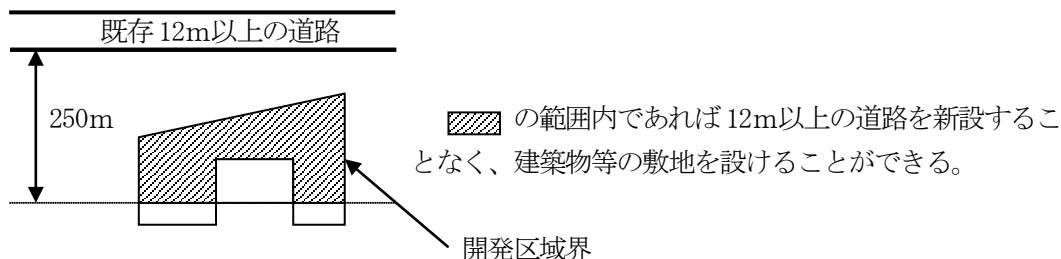 既存12m以上の道路
250m
の範囲内であれば12m以上の道路を新設するこ
となく、建築物等の敷地を設けることができる。
開発区域界